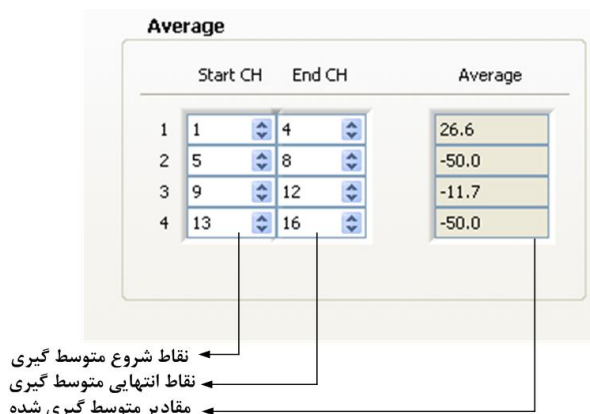 Average
Start CH End CH Average
1 1 4 26.6
2 5 8 -50.0
3 9 12 -11.7
4 13 16 -50.0
نقاط شروع متوسط گیری
نقاط انتهایی متوسط گیری
مقادیر متوسط گیری شده